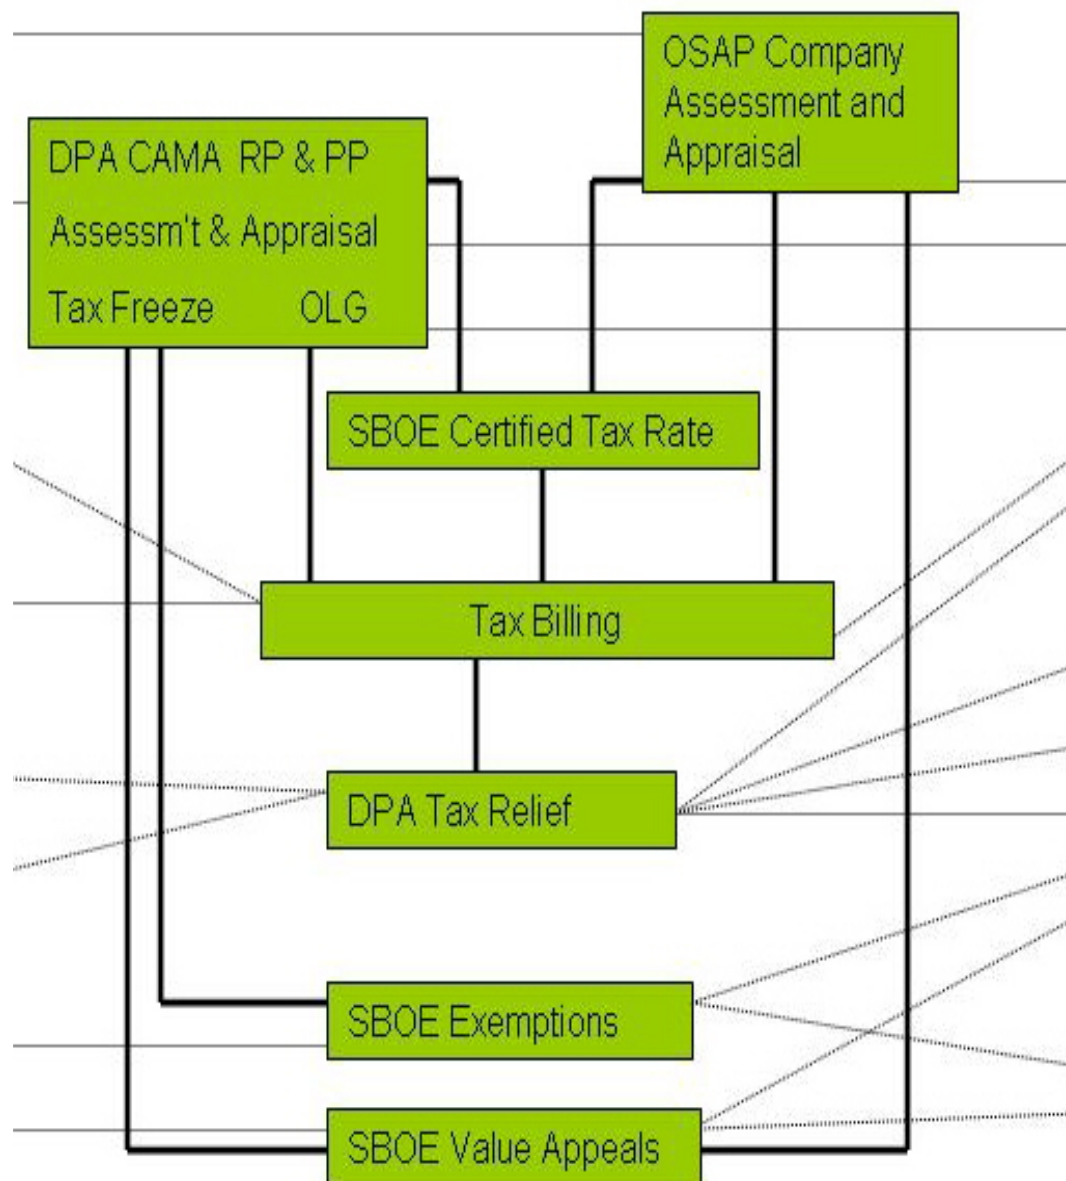 OSAP Company
Assessment and
Appraisal
DPA CAMA RP & PP
Assessm't & Appraisal
Tax Freeze OLG
SBOE Certified Tax Rate
Tax Billing
DPA Tax Relief
SBOE Exemptions
SBOE Value Appeals